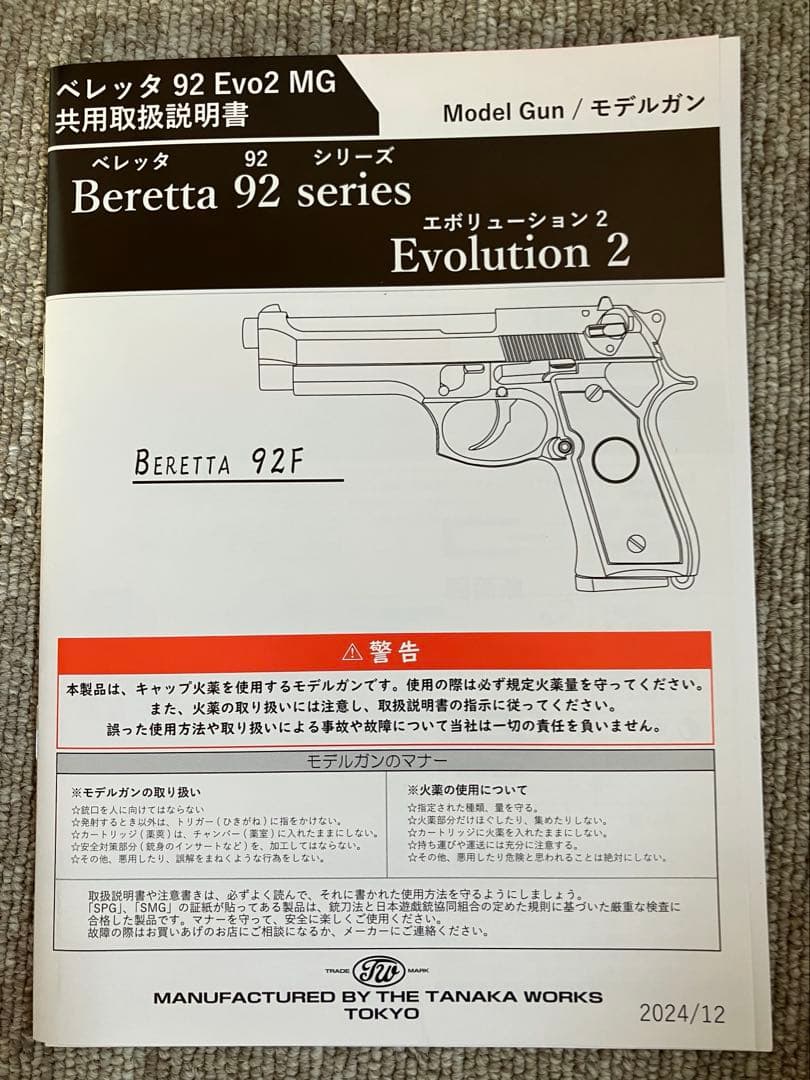 ベレッタ 92 Evo2 MG
共用取扱説明書
Model Gun / モデルガン
ベレッタ 92 シリーズ
Beretta 92 series
エボリューション 2
Evolution 2
BERETTA 92F
⚠警告
本製品は、キャップ火薬を使用するモデルガンです。使用の際は必ず規定火薬量を守ってください。
また、火薬の取り扱いには注意し、取扱説明書の指示に従ってください。
誤った使用方法や取り扱いによる事故や故障について当社は一切の責任を負いません。
モデルガンのマナー
※モデルガンの取り扱い
☆銃口を人に向けてはならない
☆発射するとき以外は、トリガー(ひきがね)に指をかけない。
☆カートリッジ(薬莢)は、チャンバー(薬室)に入れたままにしない。
☆安全対策部分(銃身のインサートなど)を、加工してはならない。
☆その他、悪用したり、誤解をまねくような行為をしない。
※火薬の使用について
☆指定された種類、量を守る。
☆火薬部分だけほぐしたり、集めたりしない。
☆カートリッジに火薬を入れたままにしない。
☆持ち運びや運送には充分に注意する。
☆その他、悪用したり危険と思われることは絶対にしない。
取扱説明書や注意書きは、必ずよく読んで、それに書かれた使用方法を守るようにしましょう。
「SPG」、「SMG」の証紙が貼ってある製品は、銃刀法と日本遊戯銃協同組合の定めた規則に基づいた厳重な検査に
合格した製品です。マナーを守って、安全に楽しくご使用ください。
故障の際はお買いあげのお店にご相談になるか、メーカーにご連絡ください。
TRADE TW MARK
MANUFACTURED BY THE TANAKA WORKS
TOKYO
2024/12